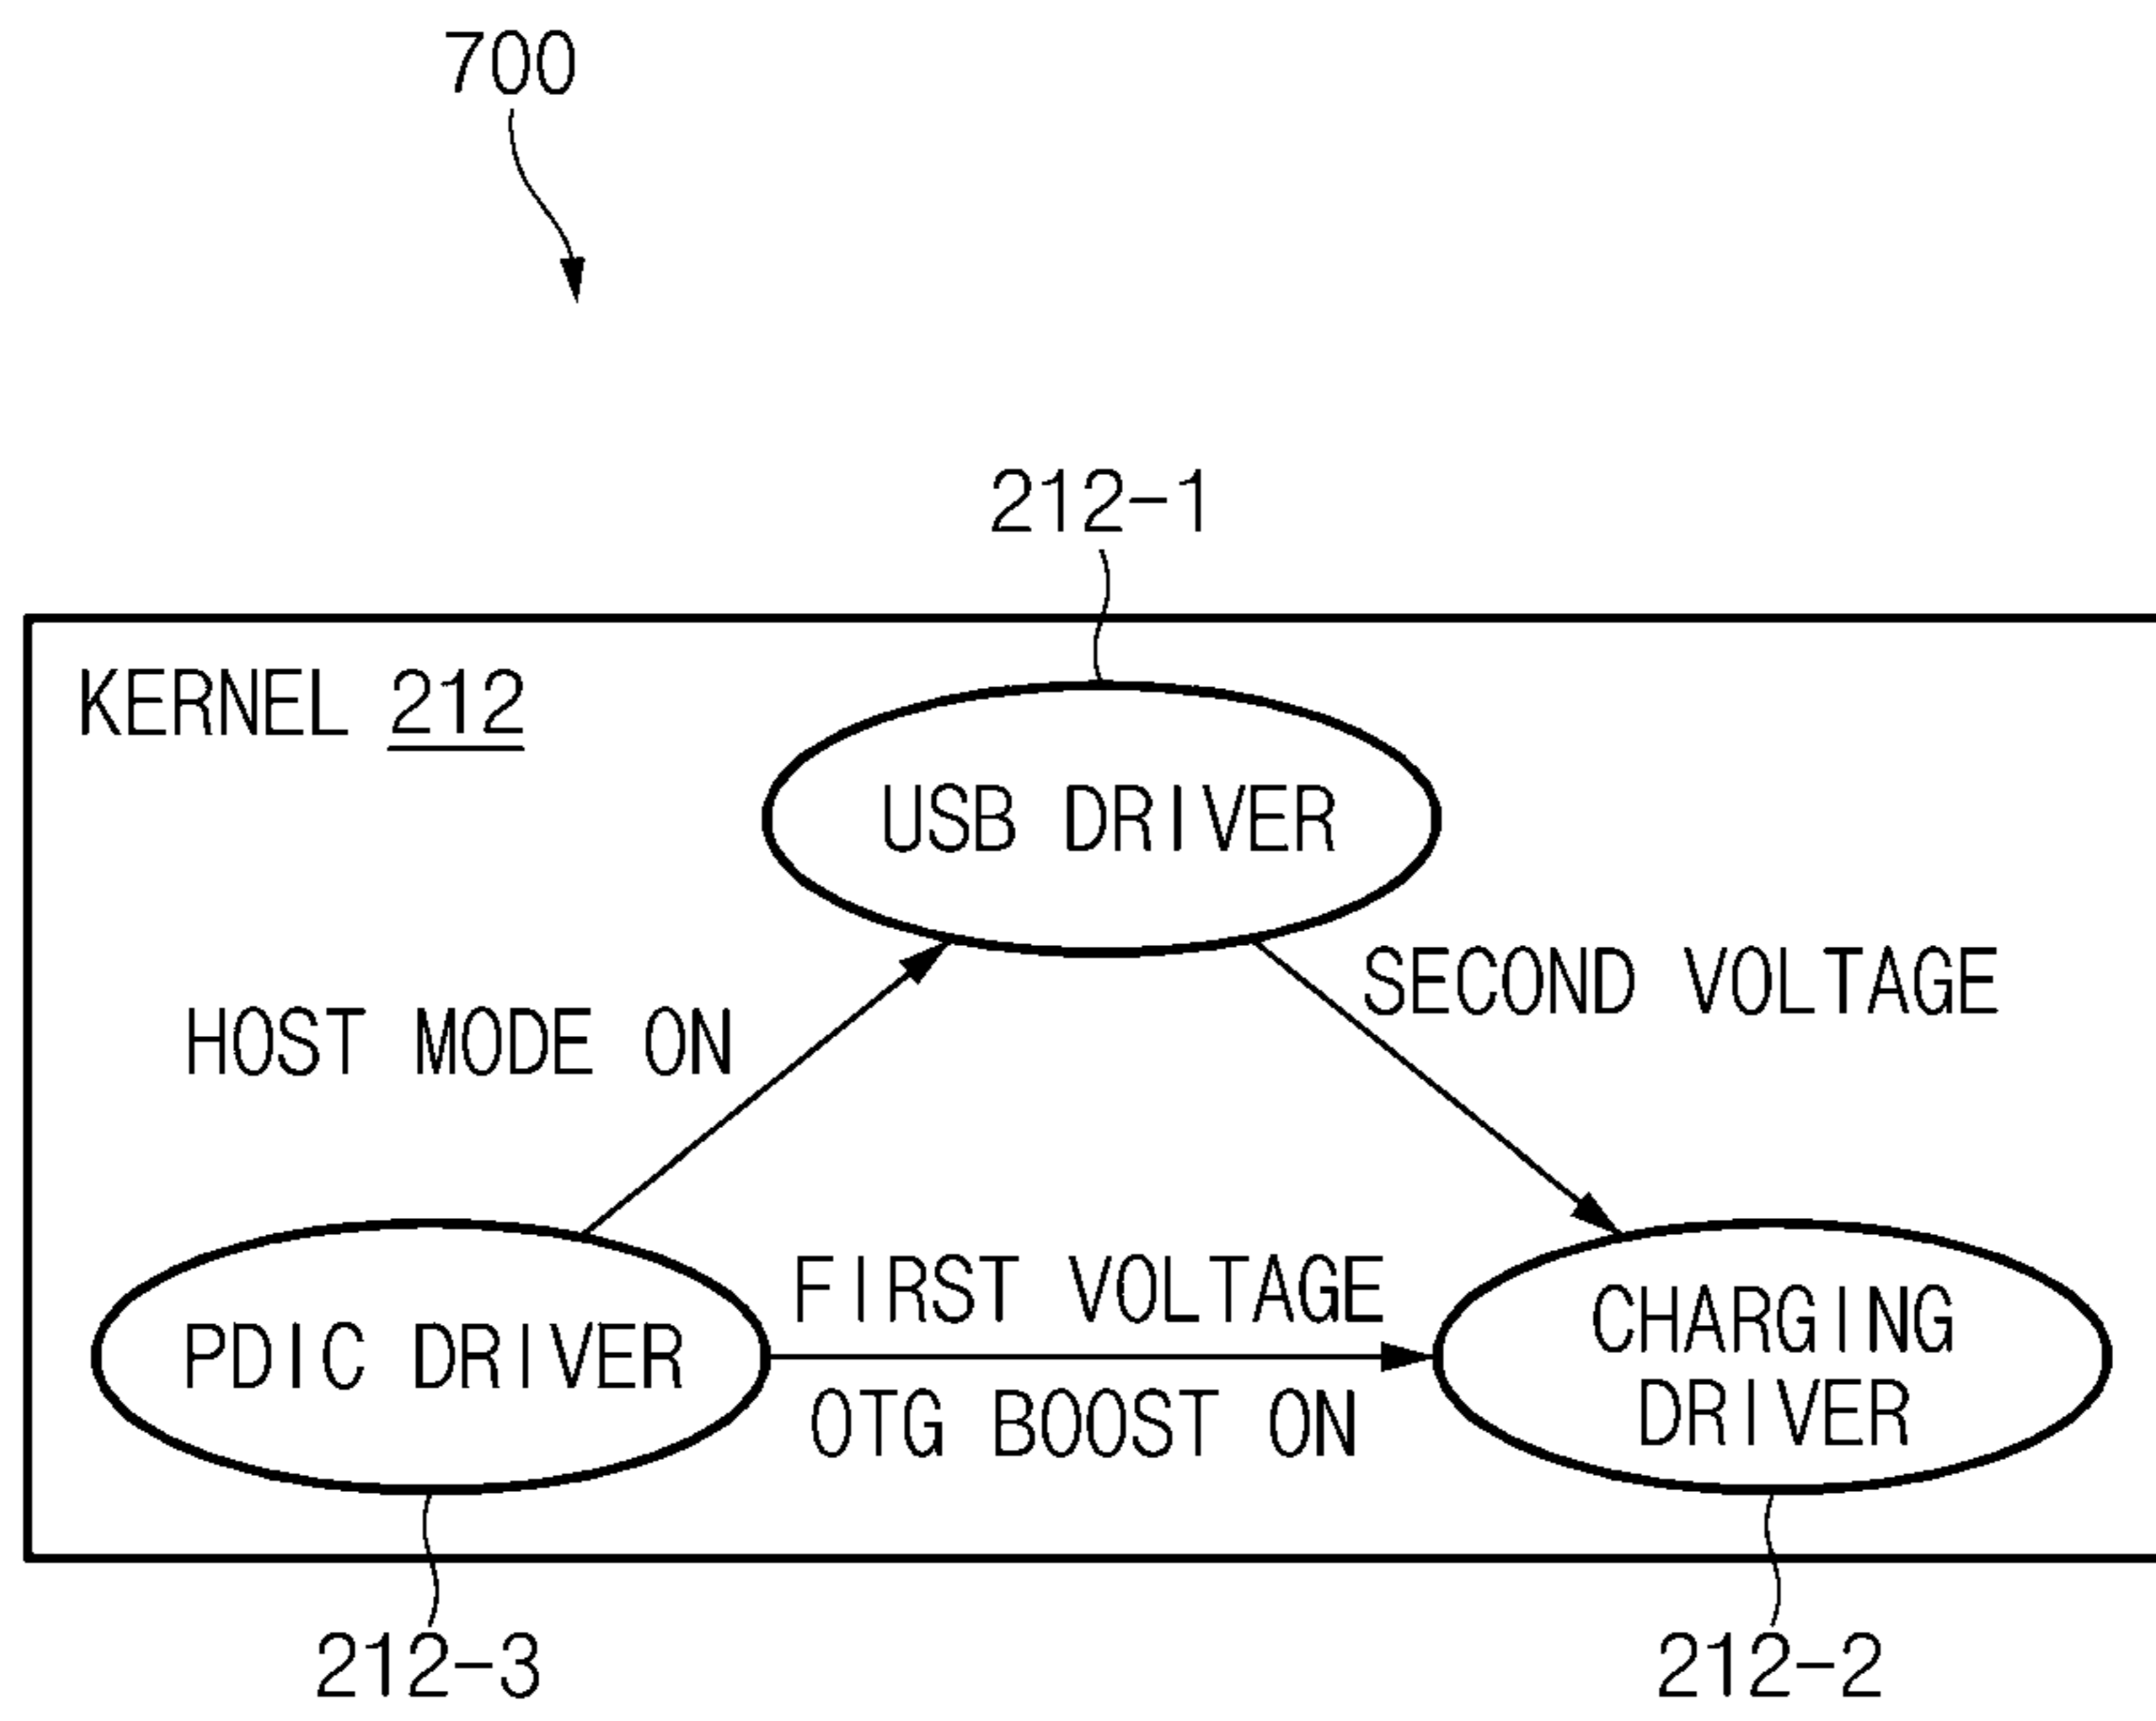 700
212-1
KERNEL 212
USB DRIVER
SECOND VOLTAGE
HOST MODE ON
FIRST VOLTAGE
PDIC DRIVER
CHARGING
DRIVER
OTG BOOST ON
212-3
212-2